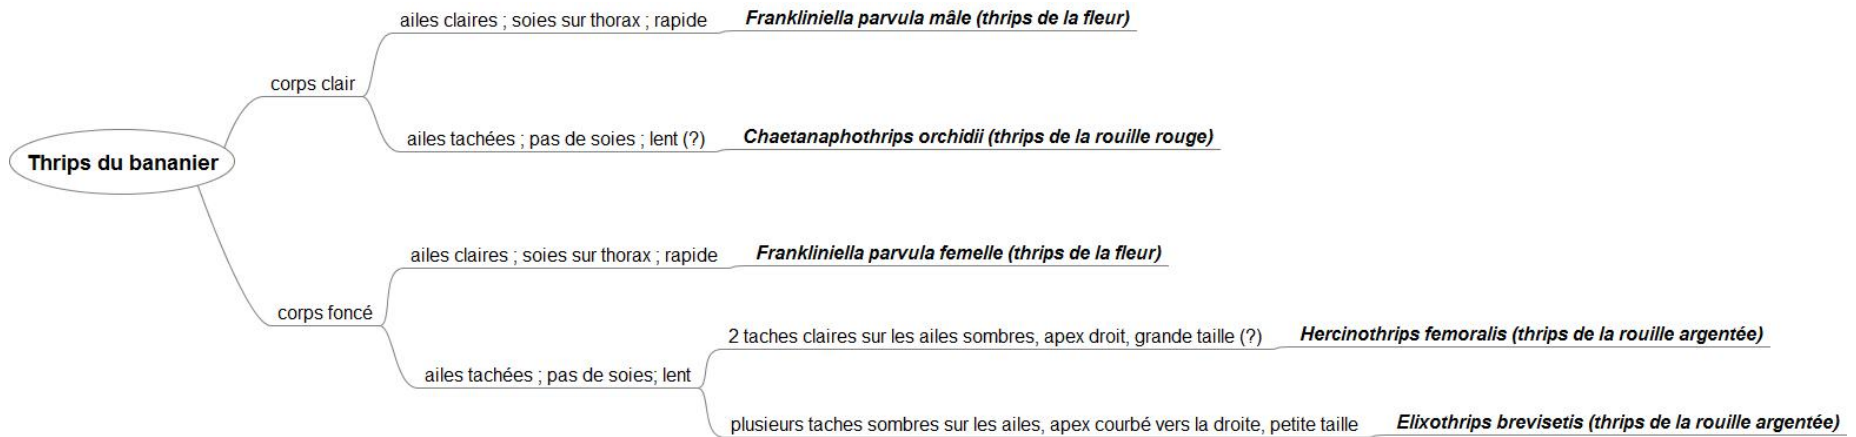 Thrips du bananier
corps clair
ailes claires ; soies sur thorax ; rapide
Frankliniella parvula mâle (thrips de la fleur)
ailes tachées ; pas de soies ; lent (?)
Chaetanaphothrips orchidii (thrips de la rouille rouge)
corps foncé
ailes claires ; soies sur thorax ; rapide
Frankliniella parvula femelle (thrips de la fleur)
ailes tachées ; pas de soies; lent
2 taches claires sur les ailes sombres, apex droit, grande taille (?)
Hercinothrips femoralis (thrips de la rouille argentée)
plusieurs taches sombres sur les ailes, apex courbé vers la droite, petite taille
Elixothrips brevisetis (thrips de la rouille argentée)